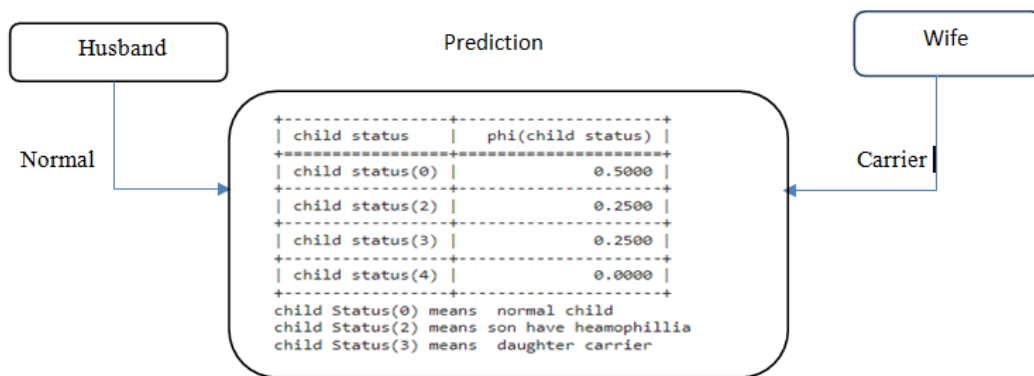 Husband
Prediction
Wife
Normal
Carrier
+-----------------+---------------------+
| child status | phi(child status) |
+=================+=====================+
| child status(0) | 0.5000 |
+-----------------+---------------------+
| child status(2) | 0.2500 |
+-----------------+---------------------+
| child status(3) | 0.2500 |
+-----------------+---------------------+
| child status(4) | 0.0000 |
+-----------------+---------------------+
child Status(0) means normal child
child Status(2) means son have heamophillia
child Status(3) means daughter carrier